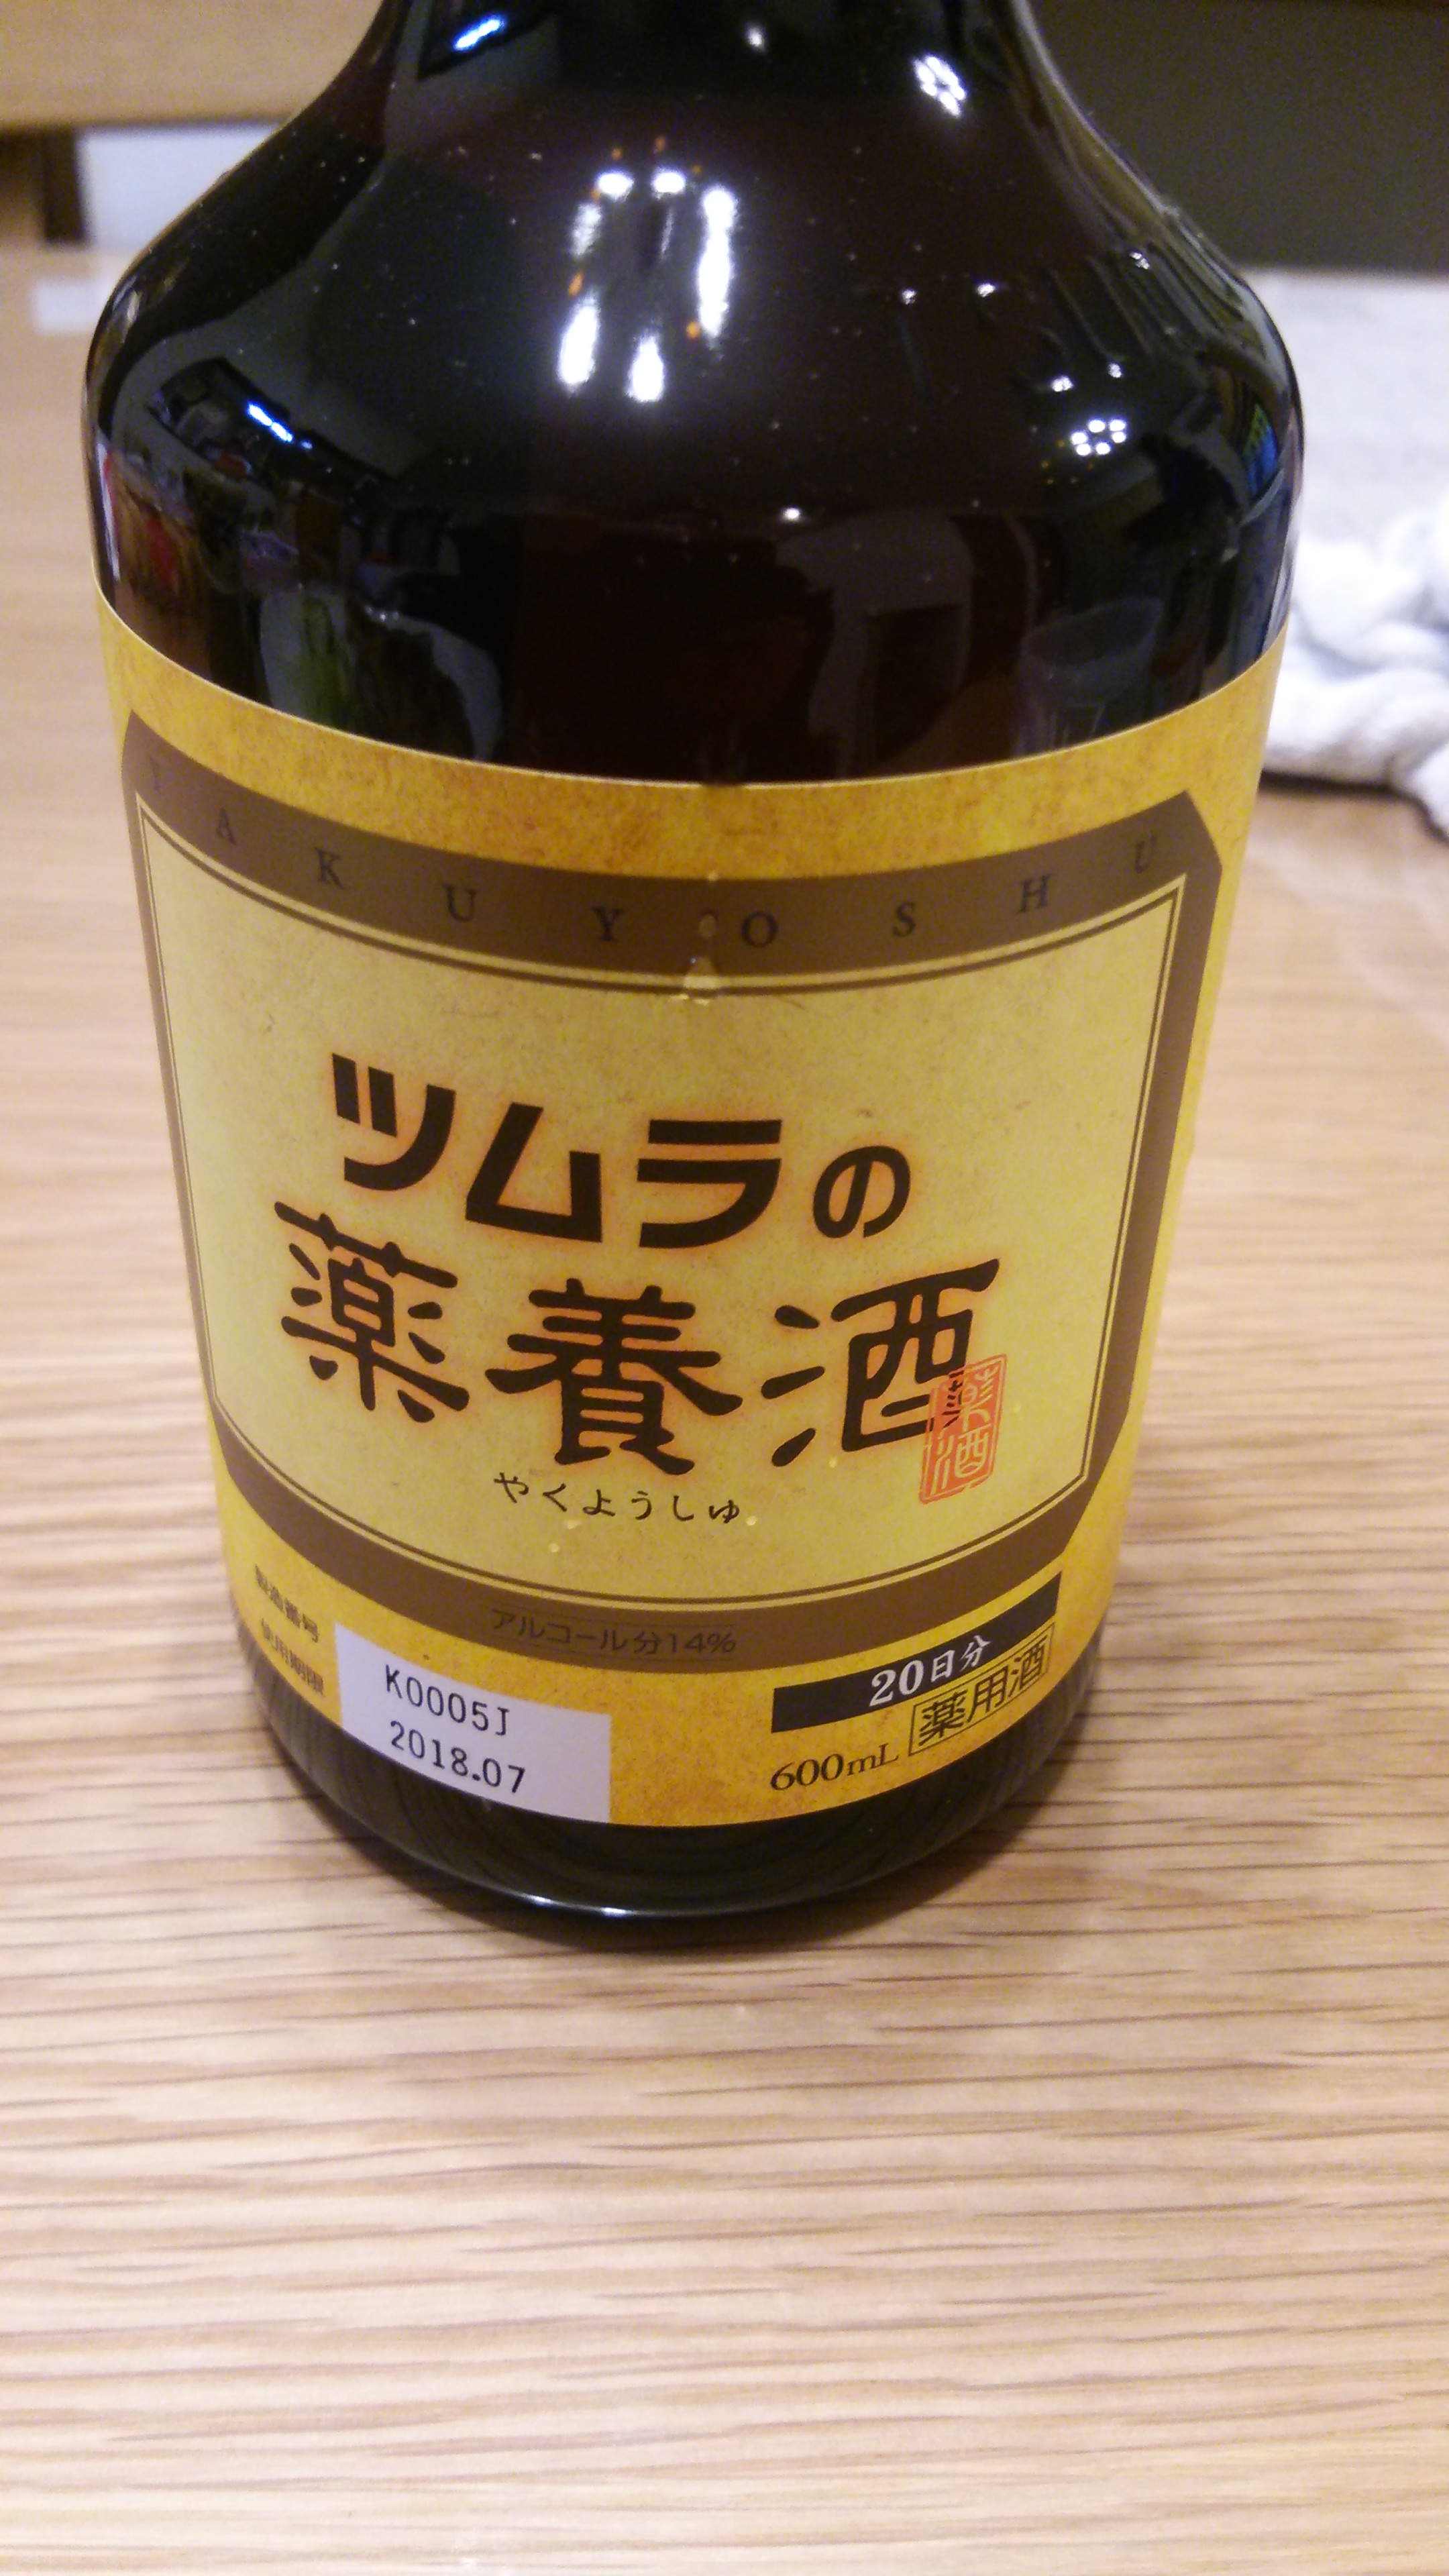 YAKUYOSHU
ツムラの
薬養酒
薬酒
やくようしゅ
アルコール分14%
製造番号
使用期限
K0005J
2018.07
20日分
600mL 薬用酒